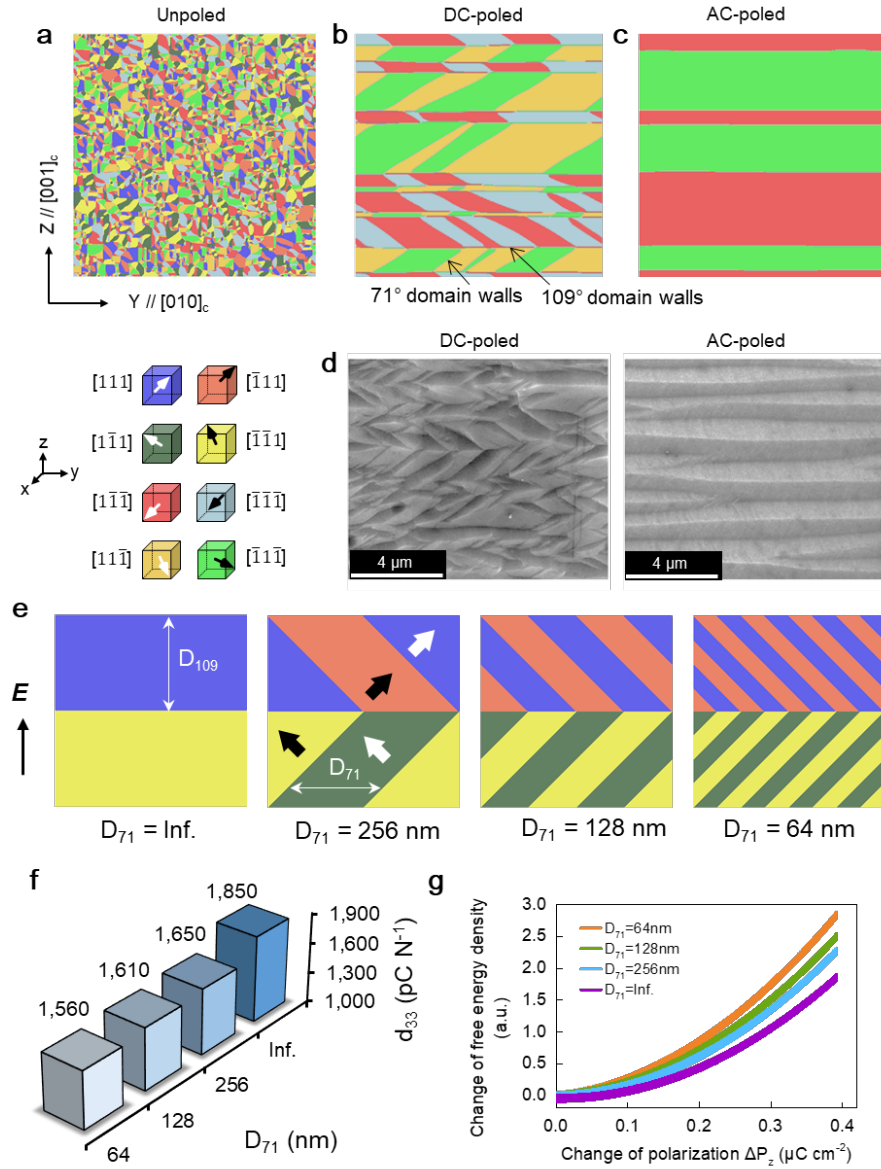 Unpoled
DC-poled
AC-poled
a
b
c
Z // [001]c
Y // [010]c
71° domain walls
109° domain walls
[111]
[1̄11]
[11̄1]
[1̄1̄1]
[11̄1̄]
[1̄1̄1̄]
[111̄]
[1̄11̄]
z
y
x
d
DC-poled
AC-poled
4 μm
4 μm
e
E
D109
D71
D71 = Inf.
D71 = 256 nm
D71 = 128 nm
D71 = 64 nm
f
1,850
1,650
1,610
1,560
1,900
1,600
1,300
1,000
d33 (pC N-1)
Inf.
256
128
64
D71 (nm)
g
3.0
2.5
2.0
1.5
1.0
0.5
0.0
D71=64nm
D71=128nm
D71=256nm
D71=Inf.
Change of free energy density
(a.u.)
0.0 0.1 0.2 0.3 0.4
Change of polarization ΔPz (μC cm-2)